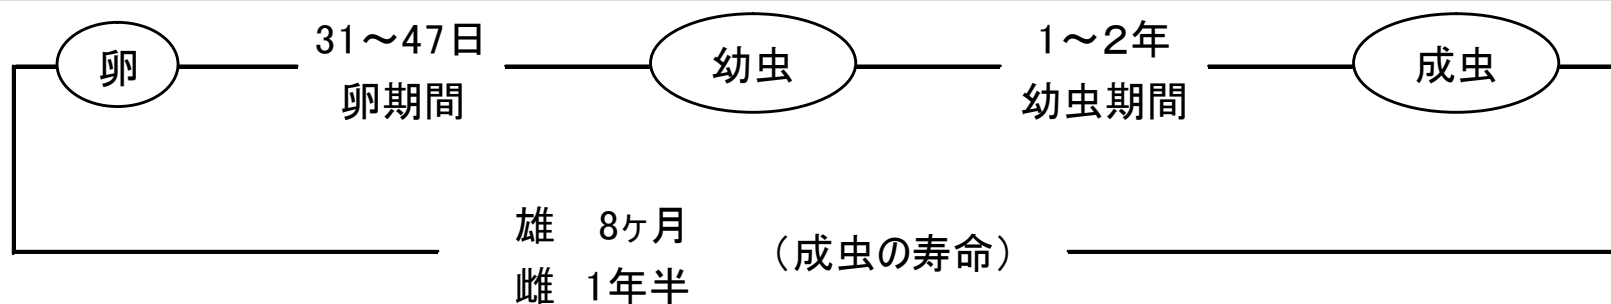 卵
31～47日
卵期間
幼虫
1～2年
幼虫期間
成虫
雄　8ヶ月
雌　1年半
（成虫の寿命）